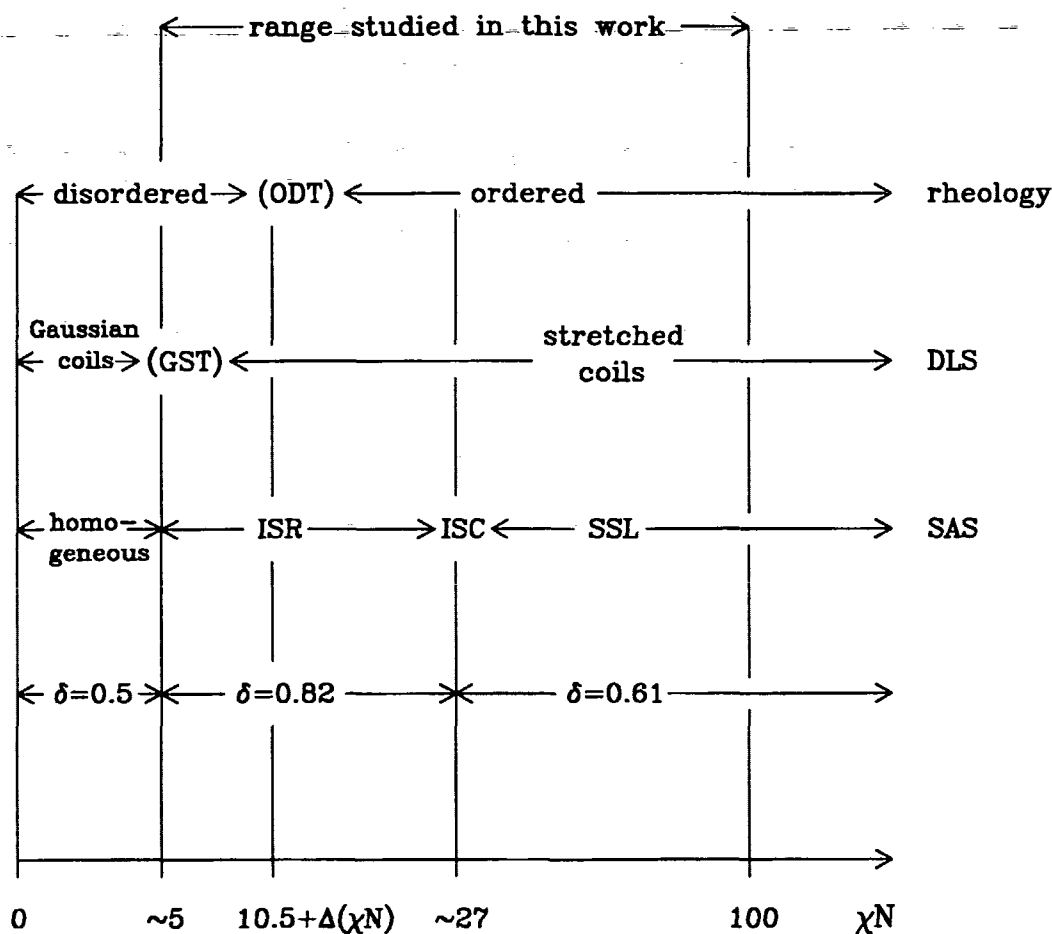 range studied in this work
disordered (ODT) ordered rheology
Gaussian
coils (GST) stretched
coils DLS
homo-
geneous ISR ISC SSL SAS
δ=0.5 δ=0.82 δ=0.61
0 ~5 10.5+Δ(χN) ~27 100 χN